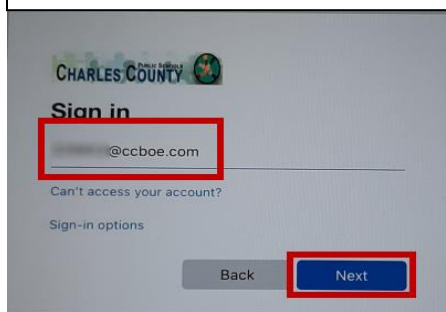 CHARLES COUNTY PUBLIC SCHOOLS
Sign in
@ccboe.com
Can't access your account?
Sign-in options
Back
Next